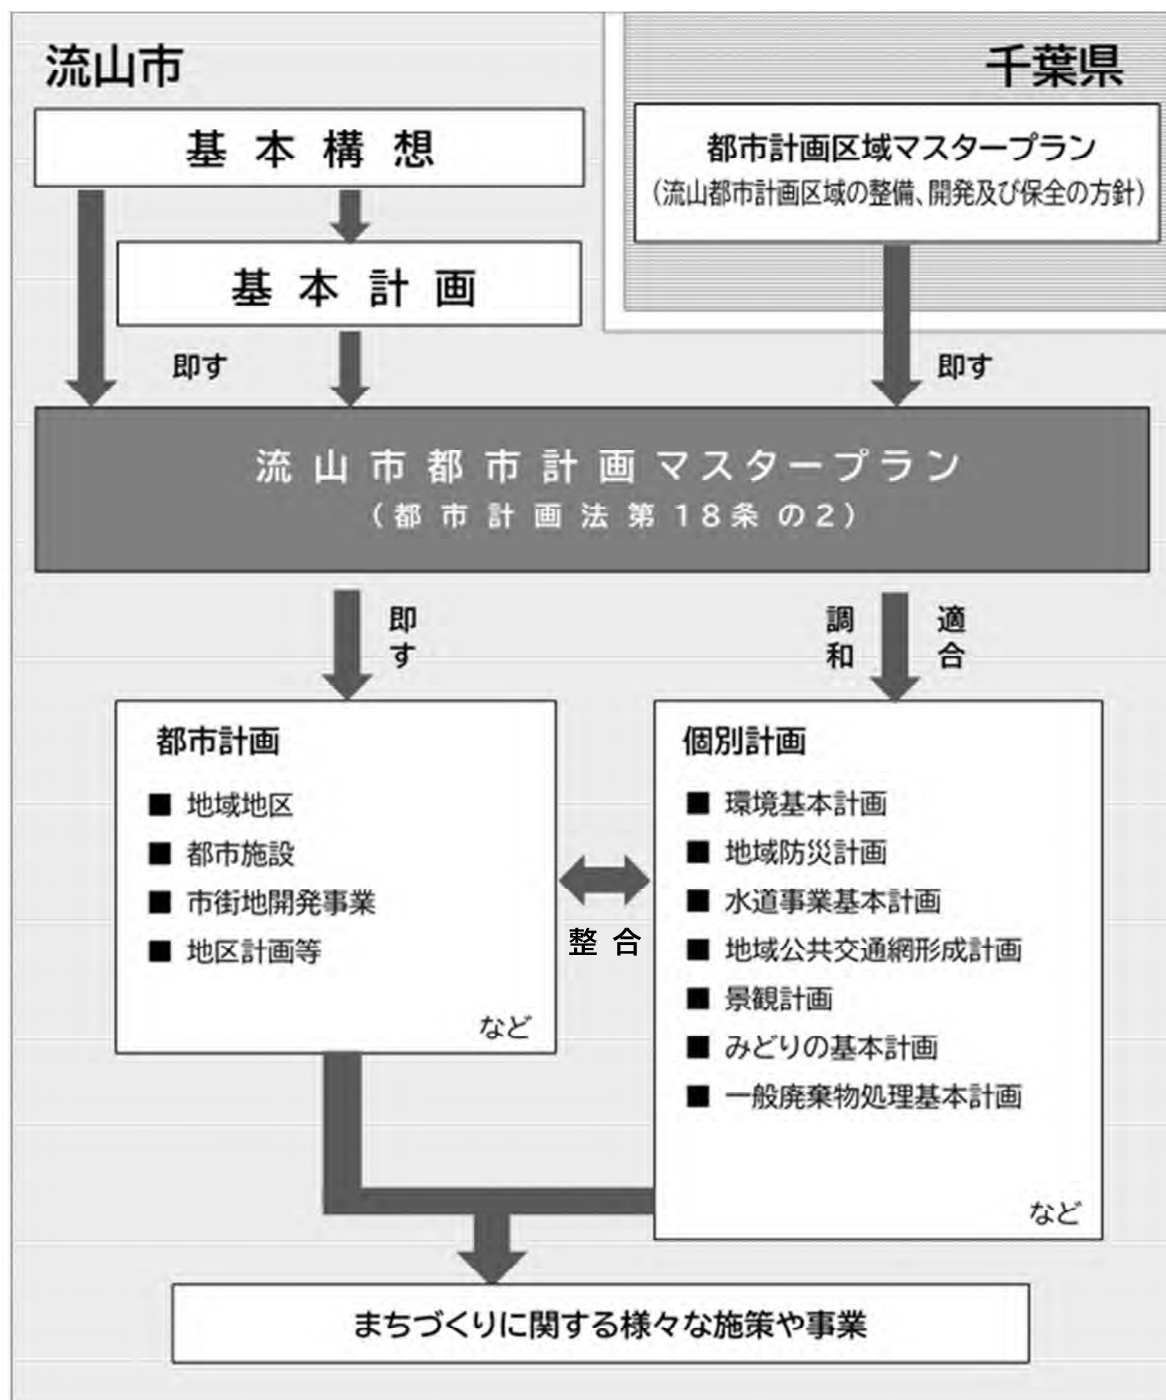 流山市
基本構想
基本計画
即す
千葉県
都市計画区域マスタープラン
（流山都市計画区域の整備、開発及び保全の方針）
即す
流山市都市計画マスタープラン
（都市計画法第18条の2）
即す
調和
適合
都市計画
■ 地域地区
■ 都市施設
■ 市街地開発事業
■ 地区計画等
など
整合
個別計画
■ 環境基本計画
■ 地域防災計画
■ 水道事業基本計画
■ 地域公共交通網形成計画
■ 景観計画
■ みどりの基本計画
■ 一般廃棄物処理基本計画
など
まちづくりに関する様々な施策や事業